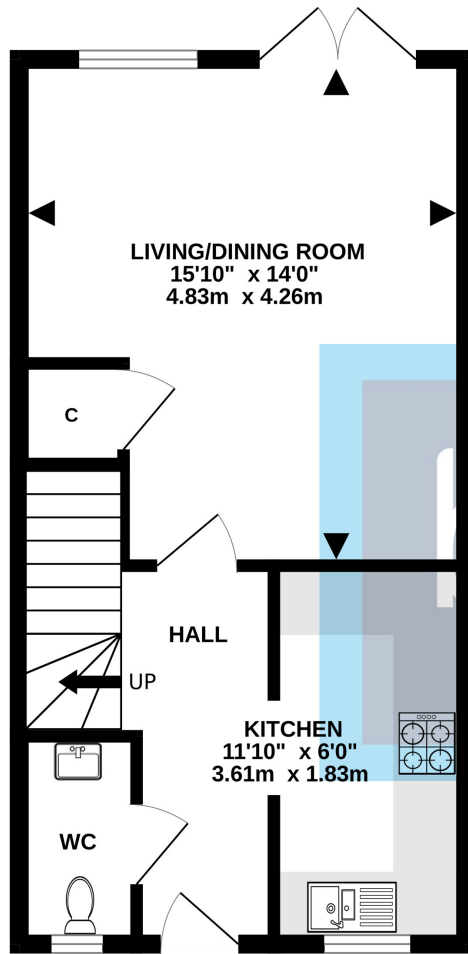 LIVING/DINING ROOM
15'10" x 14'0"
4.83m x 4.26m
C
HALL
UP
KITCHEN
11'10" x 6'0"
3.61m x 1.83m
WC